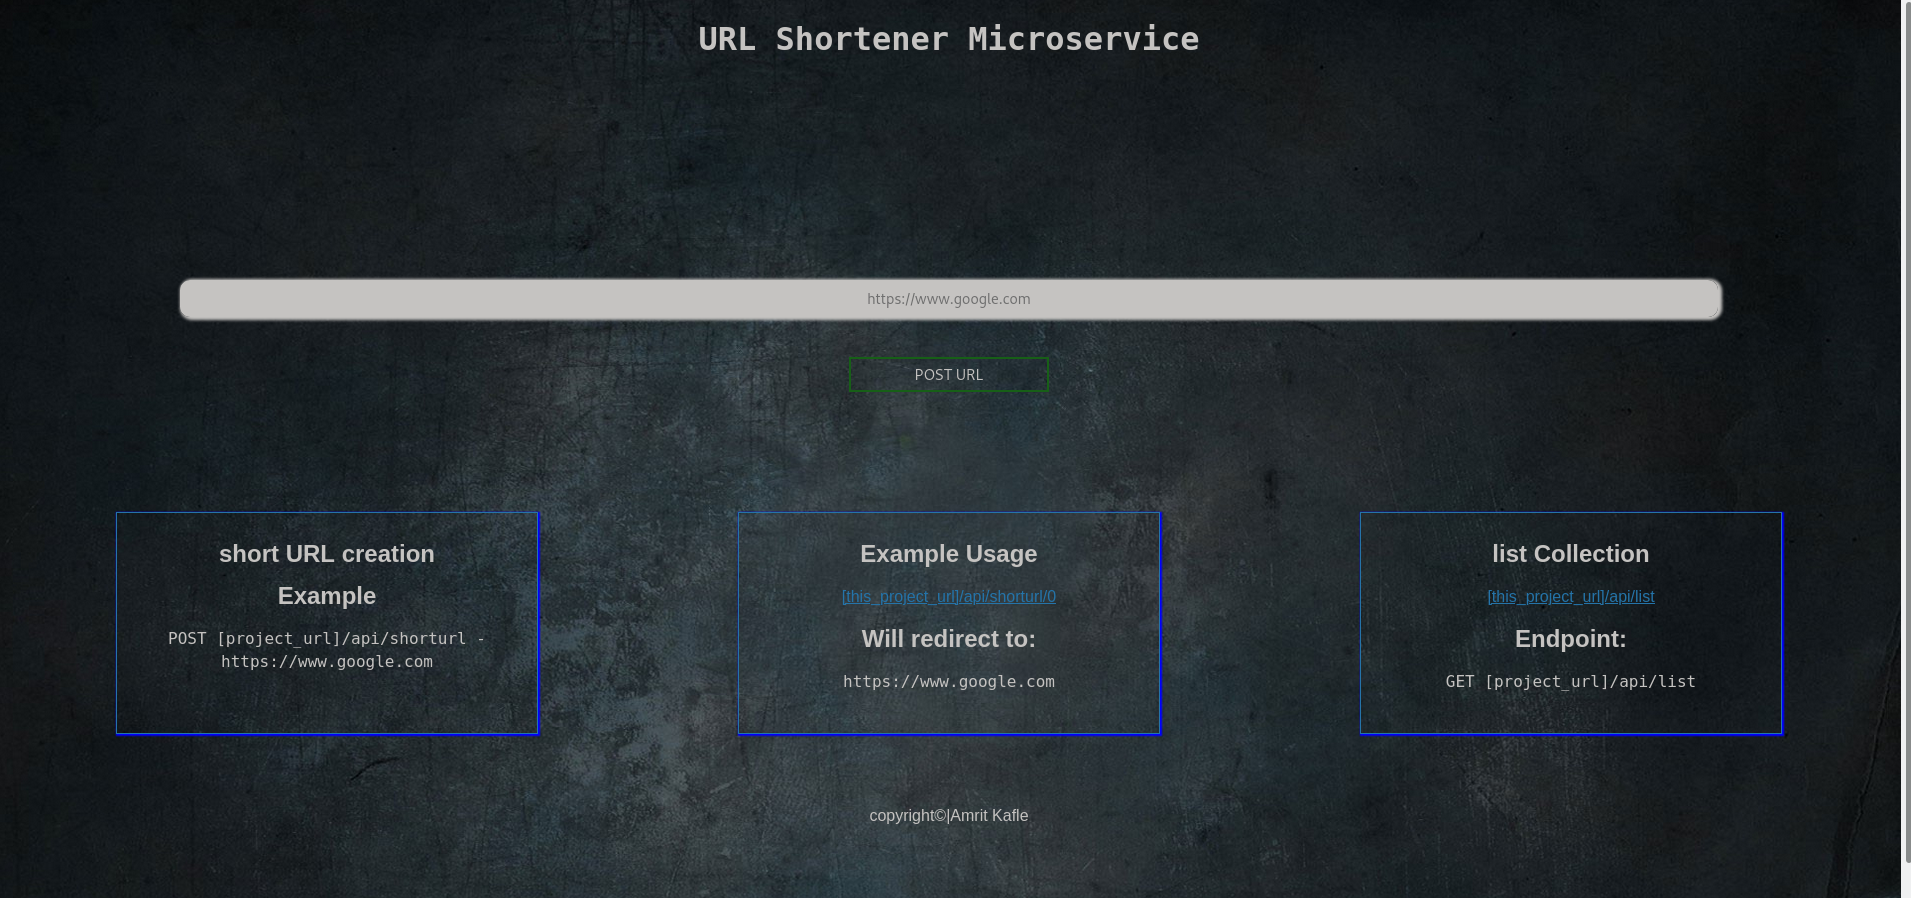 URL Shortener Microservice
https://www.google.com
POST URL
short URL creation
Example
POST [project_url]/api/shorturl -
https://www.google.com
Example Usage
[this_project_url]/api/shorturl/0
Will redirect to:
https://www.google.com
list Collection
[this_project_url]/api/list
Endpoint:
GET [project_url]/api/list
copyright©|Amrit Kafle